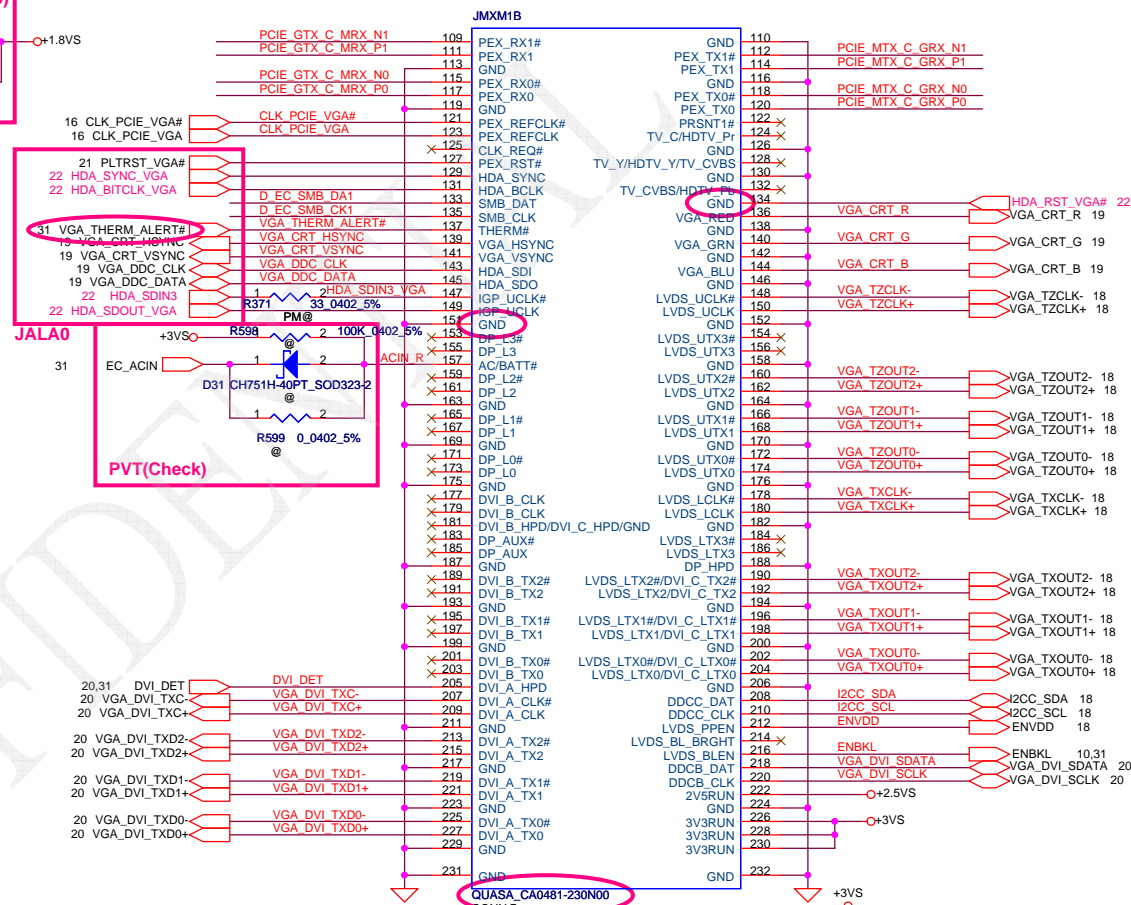 JMXM1B
+1.8VS
PCIE_GTX_C_MRX_N1 109 PEX_RX1# GND 110
PCIE_GTX_C_MRX_P1 111 PEX_RX1 PEX_TX1# 112 PCIE_MTX_C_GRX_N1
113 GND PEX_TX1 114 PCIE_MTX_C_GRX_P1
PCIE_GTX_C_MRX_N0 115 PEX_RX0# GND 116
PCIE_GTX_C_MRX_P0 117 PEX_RX0 PEX_TX0# 118 PCIE_MTX_C_GRX_N0
119 GND PEX_TX0 120 PCIE_MTX_C_GRX_P0
16 CLK_PCIE_VGA# CLK_PCIE_VGA# 121 PEX_REFCLK# PRSNT1# 122
16 CLK_PCIE_VGA CLK_PCIE_VGA 123 PEX_REFCLK TV_C/HDTV_Pr 124
125 CLK_REQ# GND 126
21 PLTRST_VGA# 127 PEX_RST# TV_Y/HDTV_Y/TV_CVBS 128
22 HDA_SYNC_VGA 129 HDA_SYNC GND 130
22 HDA_BITCLK_VGA 131 HDA_BCLK TV_CVBS/HDTV_Pb 132
D_EC_SMB_DA1 133 SMB_DAT GND 134 HDA_RST_VGA# 22
D_EC_SMB_CK1 135 SMB_CLK VGA_RED 136 VGA_CRT_R VGA_CRT_R 19
31 VGA_THERM_ALERT# VGA_THERM_ALERT# 137 THERM# GND 138
19 VGA_CRT_HSYNC VGA_CRT_HSYNC 139 VGA_HSYNC VGA_GRN 140 VGA_CRT_G VGA_CRT_G 19
19 VGA_CRT_VSYNC VGA_CRT_VSYNC 141 VGA_VSYNC GND 142
19 VGA_DDC_CLK VGA_DDC_CLK 143 HDA_SDI VGA_BLU 144 VGA_CRT_B VGA_CRT_B 19
19 VGA_DDC_DATA VGA_DDC_DATA 145 HDA_SDO GND 146
22 HDA_SDIN3 1 2 HDA_SDIN3_VGA 147 IGP_UCLK# LVDS_UCLK# 148 VGA_TZCLK- VGA_TZCLK- 18
R371 33_0402_5%
22 HDA_SDOUT_VGA 149 IGP_UCLK LVDS_UCLK 150 VGA_TZCLK+ VGA_TZCLK+ 18
PM@
151 GND GND 152
JALA0
+3VS R598 1 2 100K_0402_5%
@
153 DP_L3# LVDS_UTX3# 154
155 DP_L3 LVDS_UTX3 156
31 EC_ACIN 1 2 ACIN_R 157 AC/BATT# GND 158
D31 CH751H-40PT_SOD323-2
@
159 DP_L2# LVDS_UTX2# 160 VGA_TZOUT2- VGA_TZOUT2- 18
161 DP_L2 LVDS_UTX2 162 VGA_TZOUT2+ VGA_TZOUT2+ 18
163 GND GND 164
1 2
R599 0_0402_5%
@
165 DP_L1# LVDS_UTX1# 166 VGA_TZOUT1- VGA_TZOUT1- 18
167 DP_L1 LVDS_UTX1 168 VGA_TZOUT1+ VGA_TZOUT1+ 18
169 GND GND 170
PVT(Check)
171 DP_L0# LVDS_UTX0# 172 VGA_TZOUT0- VGA_TZOUT0- 18
173 DP_L0 LVDS_UTX0 174 VGA_TZOUT0+ VGA_TZOUT0+ 18
175 GND GND 176
177 DVI_B_CLK LVDS_LCLK# 178 VGA_TXCLK- VGA_TXCLK- 18
179 DVI_B_CLK LVDS_LCLK 180 VGA_TXCLK+ VGA_TXCLK+ 18
181 DVI_B_HPD/DVI_C_HPD/GND GND 182
183 DP_AUX# LVDS_LTX3# 184
185 DP_AUX LVDS_LTX3 186
187 GND DP_HPD 188
189 DVI_B_TX2# LVDS_LTX2#/DVI_C_TX2# 190 VGA_TXOUT2- VGA_TXOUT2- 18
191 DVI_B_TX2 LVDS_LTX2/DVI_C_TX2 192 VGA_TXOUT2+ VGA_TXOUT2+ 18
193 GND GND 194
195 DVI_B_TX1# LVDS_LTX1#/DVI_C_LTX1# 196 VGA_TXOUT1- VGA_TXOUT1- 18
197 DVI_B_TX1 LVDS_LTX1/DVI_C_LTX1 198 VGA_TXOUT1+ VGA_TXOUT1+ 18
199 GND GND 200
201 DVI_B_TX0# LVDS_LTX0#/DVI_C_LTX0# 202 VGA_TXOUT0- VGA_TXOUT0- 18
203 DVI_B_TX0 LVDS_LTX0/DVI_C_LTX0 204 VGA_TXOUT0+ VGA_TXOUT0+ 18
20,31 DVI_DET DVI_DET 205 DVI_A_HPD GND 206
20 VGA_DVI_TXC- VGA_DVI_TXC- 207 DVI_A_CLK# DDCC_DAT 208 I2CC_SDA I2CC_SDA 18
20 VGA_DVI_TXC+ VGA_DVI_TXC+ 209 DVI_A_CLK DDCC_CLK 210 I2CC_SCL I2CC_SCL 18
211 GND LVDS_PPEN 212 ENVDD ENVDD 18
20 VGA_DVI_TXD2- VGA_DVI_TXD2- 213 DVI_A_TX2# LVDS_BL_BRGHT 214
20 VGA_DVI_TXD2+ VGA_DVI_TXD2+ 215 DVI_A_TX2 LVDS_BLEN 216 ENBKL ENBKL 10,31
217 GND DDCB_DAT 218 VGA_DVI_SDATA VGA_DVI_SDATA 20
20 VGA_DVI_TXD1- VGA_DVI_TXD1- 219 DVI_A_TX1# DDCB_CLK 220 VGA_DVI_SCLK VGA_DVI_SCLK 20
20 VGA_DVI_TXD1+ VGA_DVI_TXD1+ 221 DVI_A_TX1 2V5RUN 222 +2.5VS
223 GND GND 224
20 VGA_DVI_TXD0- VGA_DVI_TXD0- 225 DVI_A_TX0# 3V3RUN 226 +3VS
20 VGA_DVI_TXD0+ VGA_DVI_TXD0+ 227 DVI_A_TX0 3V3RUN 228
229 GND 3V3RUN 230
231 GND GND 232
QUASA_CA0481-230N00
+3VS